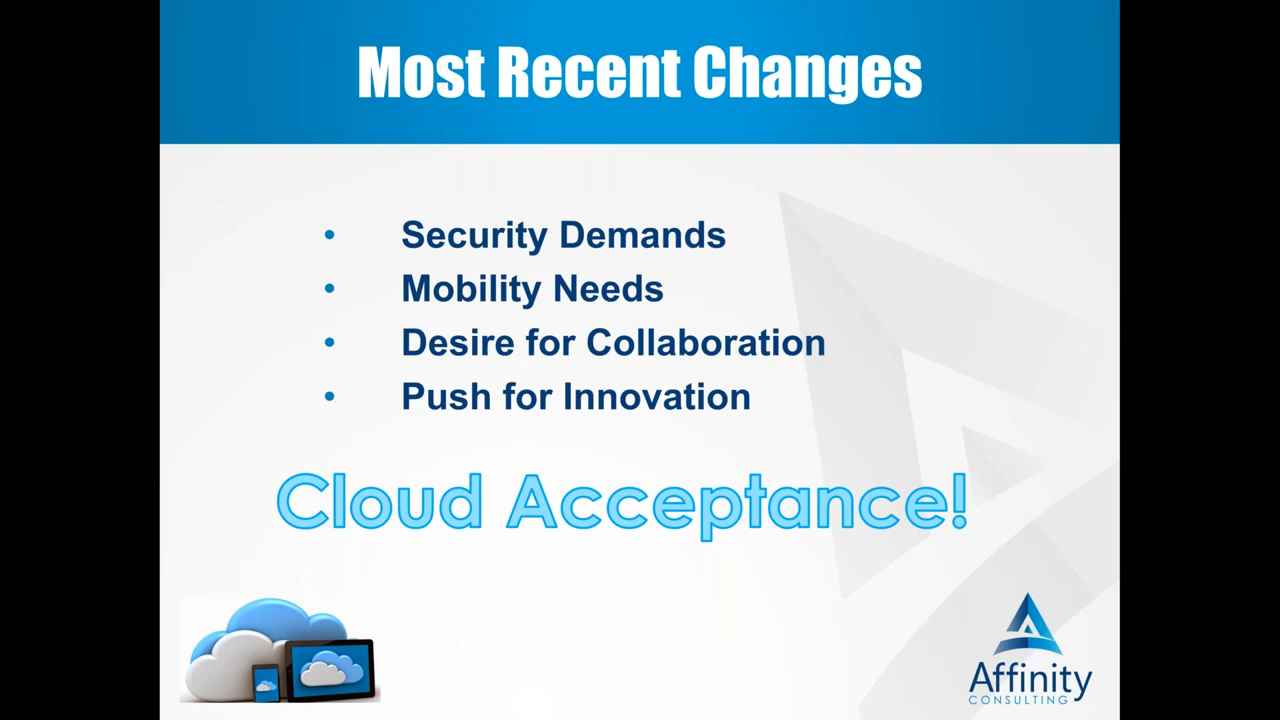 Most Recent Changes
• Security Demands
• Mobility Needs
• Desire for Collaboration
• Push for Innovation
Cloud Acceptance!
Affinity
CONSULTING